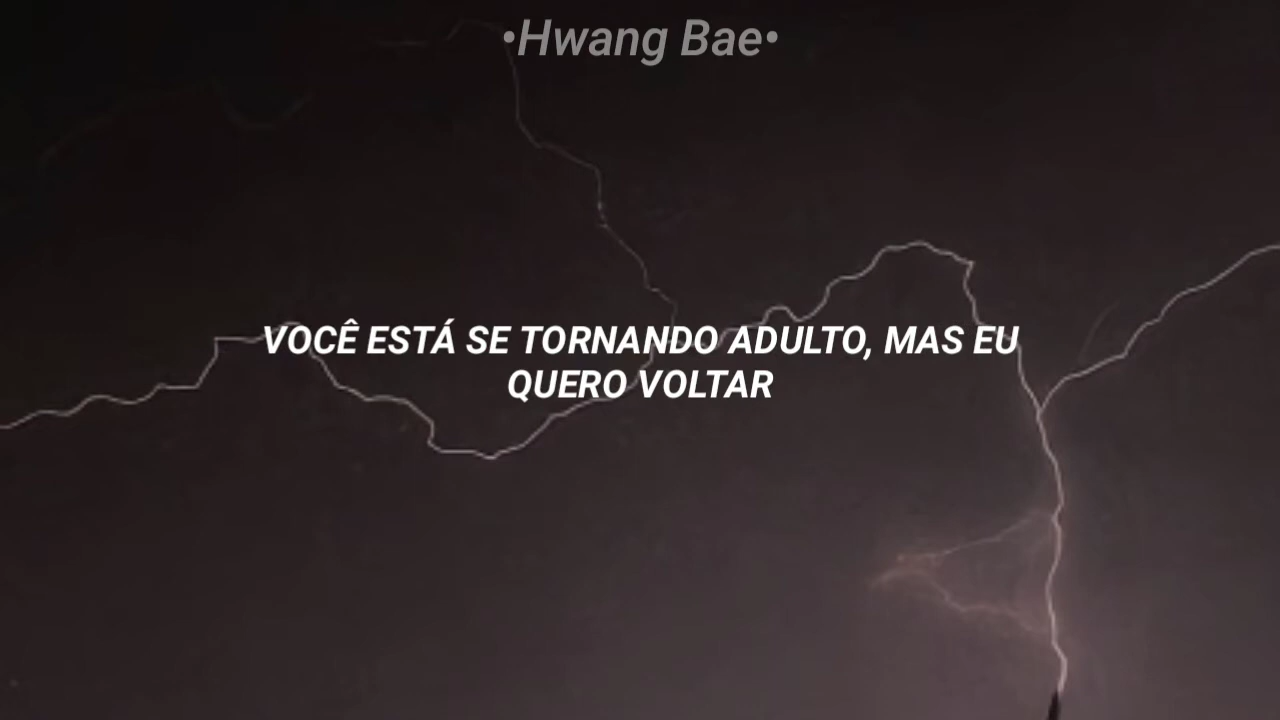 •Hwang Bae•
VOCÊ ESTÁ SE TORNANDO ADULTO, MAS EU
QUERO VOLTAR